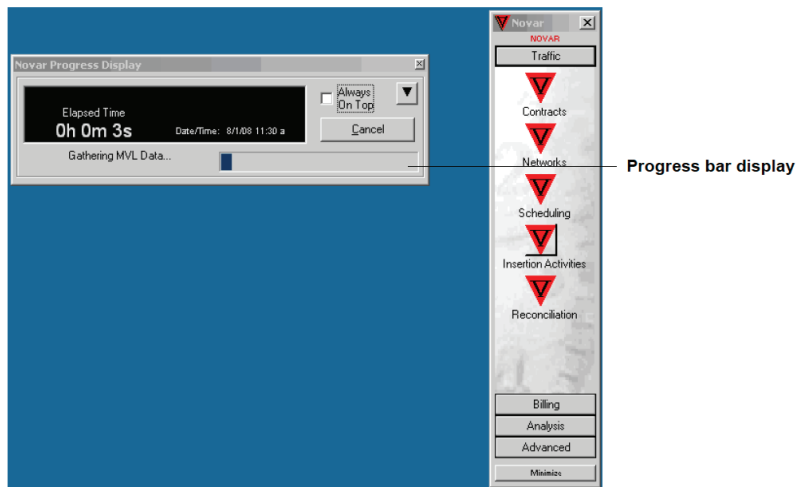 Novar Progress Display
Elapsed Time
0h 0m 3s
Date/Time: 8/1/08 11:30 a
Always
On Top
Cancel
Gathering MVL Data...
Novar
NOVAR
Traffic
Contracts
Networks
Scheduling
Insertion Activities
Reconciliation
Billing
Analysis
Advanced
Minimize
Progress bar display